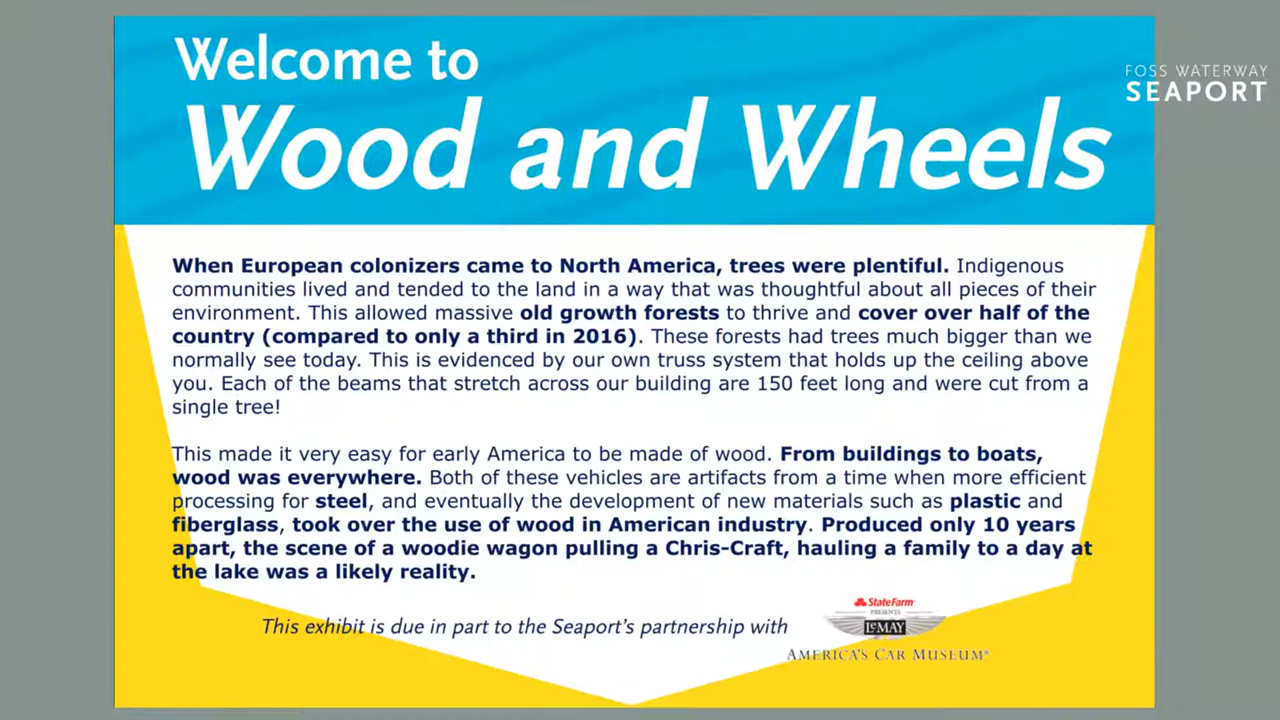 Welcome to
Wood and Wheels
FOSS WATERWAY
SEAPORT
When European colonizers came to North America, trees were plentiful. Indigenous
communities lived and tended to the land in a way that was thoughtful about all pieces of their
environment. This allowed massive old growth forests to thrive and cover over half of the
country (compared to only a third in 2016). These forests had trees much bigger than we
normally see today. This is evidenced by our own truss system that holds up the ceiling above
you. Each of the beams that stretch across our building are 150 feet long and were cut from a
single tree!
This made it very easy for early America to be made of wood. From buildings to boats,
wood was everywhere. Both of these vehicles are artifacts from a time when more efficient
processing for steel, and eventually the development of new materials such as plastic and
fiberglass, took over the use of wood in American industry. Produced only 10 years
apart, the scene of a woodie wagon pulling a Chris-Craft, hauling a family to a day at
the lake was a likely reality.
This exhibit is due in part to the Seaport's partnership with
StateFarm
PRESENTS
LEMAY
AMERICA'S CAR MUSEUM®